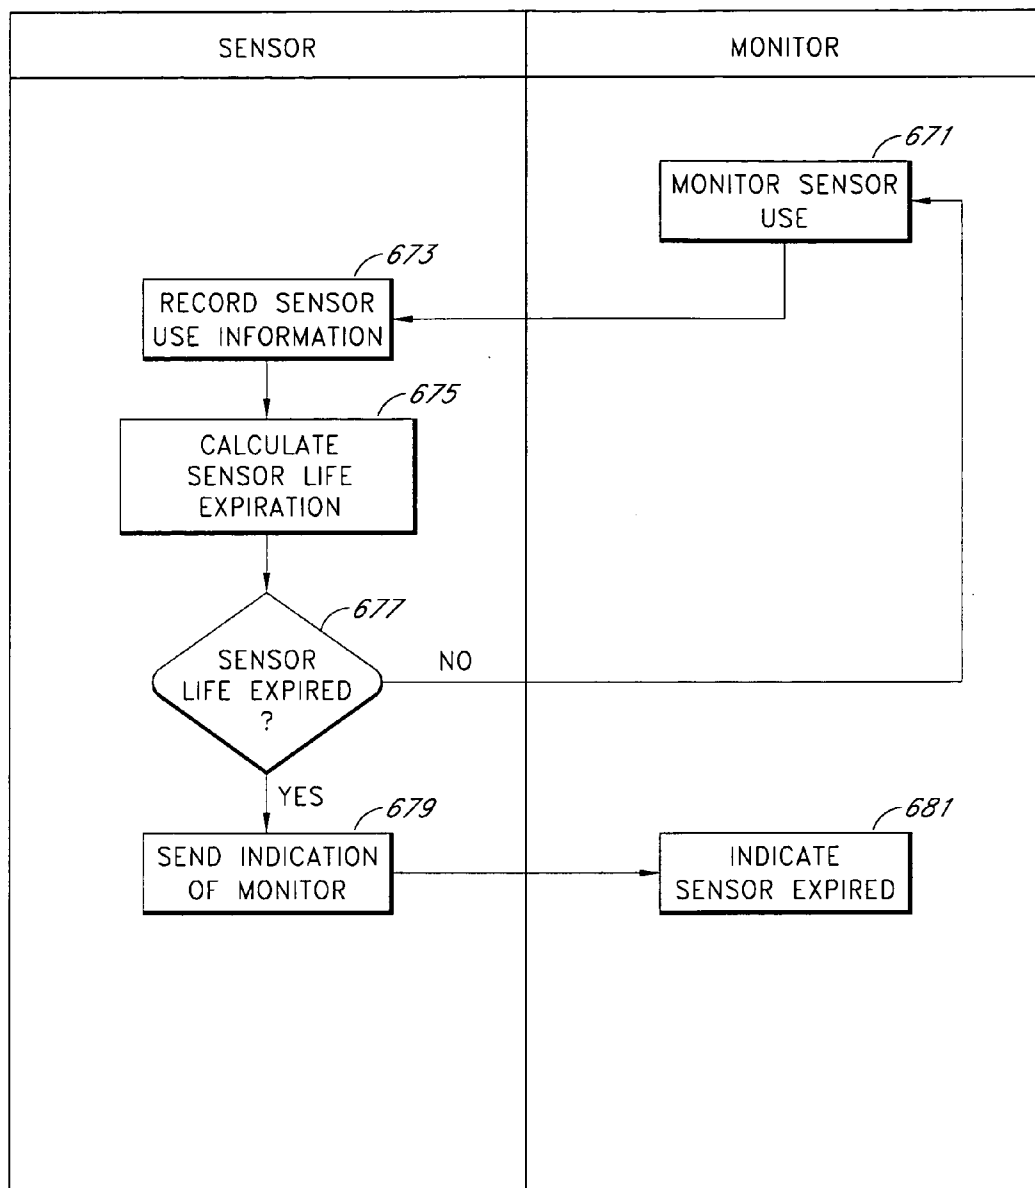 SENSOR
MONITOR
671
MONITOR SENSOR
USE
673
RECORD SENSOR
USE INFORMATION
675
CALCULATE
SENSOR LIFE
EXPIRATION
677
SENSOR
LIFE EXPIRED
?
NO
YES
679
SEND INDICATION
OF MONITOR
681
INDICATE
SENSOR EXPIRED